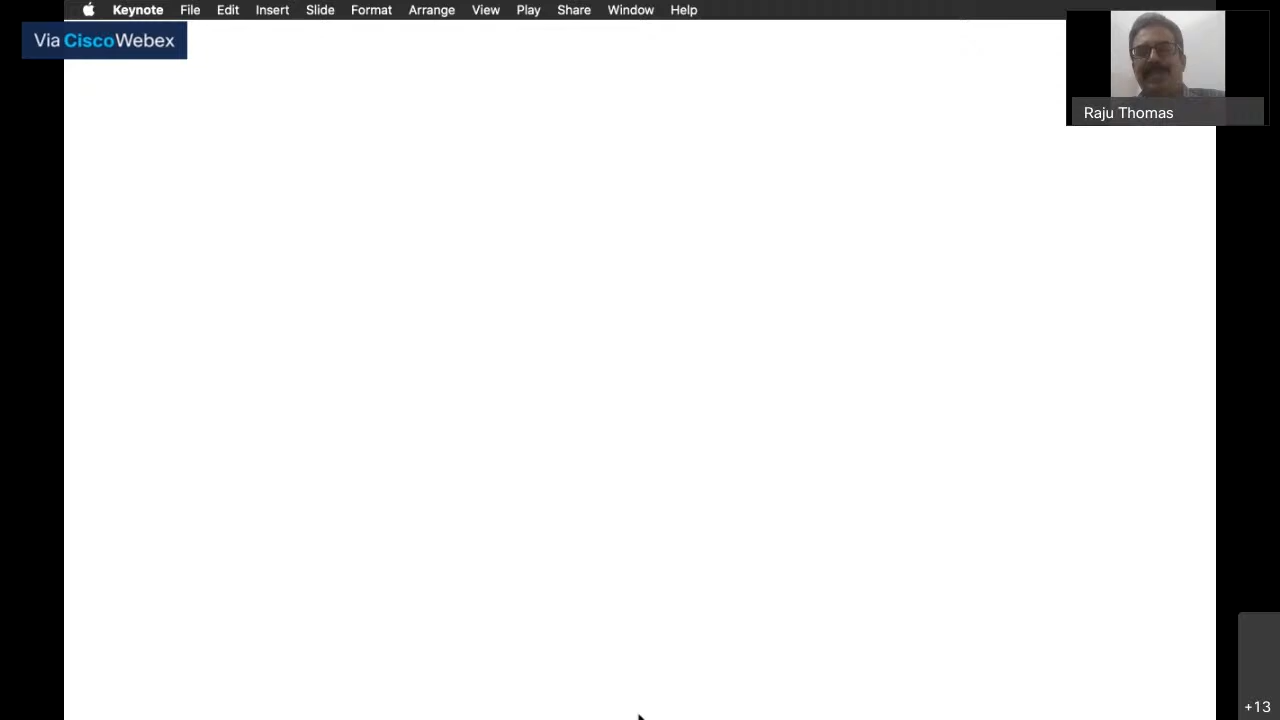 Keynote File Edit Insert Slide Format Arrange View Play Share Window Help
Via CiscoWebex
Raju Thomas
+13